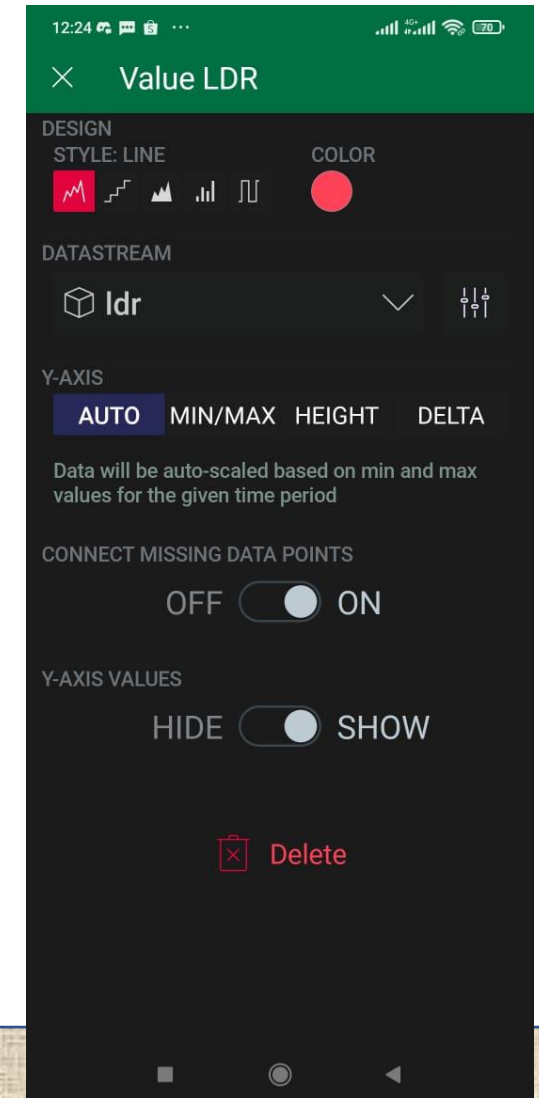 12:24 ... 4G+ 70
Value LDR
DESIGN
STYLE: LINE COLOR
DATASTREAM
ldr
Y-AXIS
AUTO MIN/MAX HEIGHT DELTA
Data will be auto-scaled based on min and max
values for the given time period
CONNECT MISSING DATA POINTS
OFF ON
Y-AXIS VALUES
HIDE SHOW
Delete